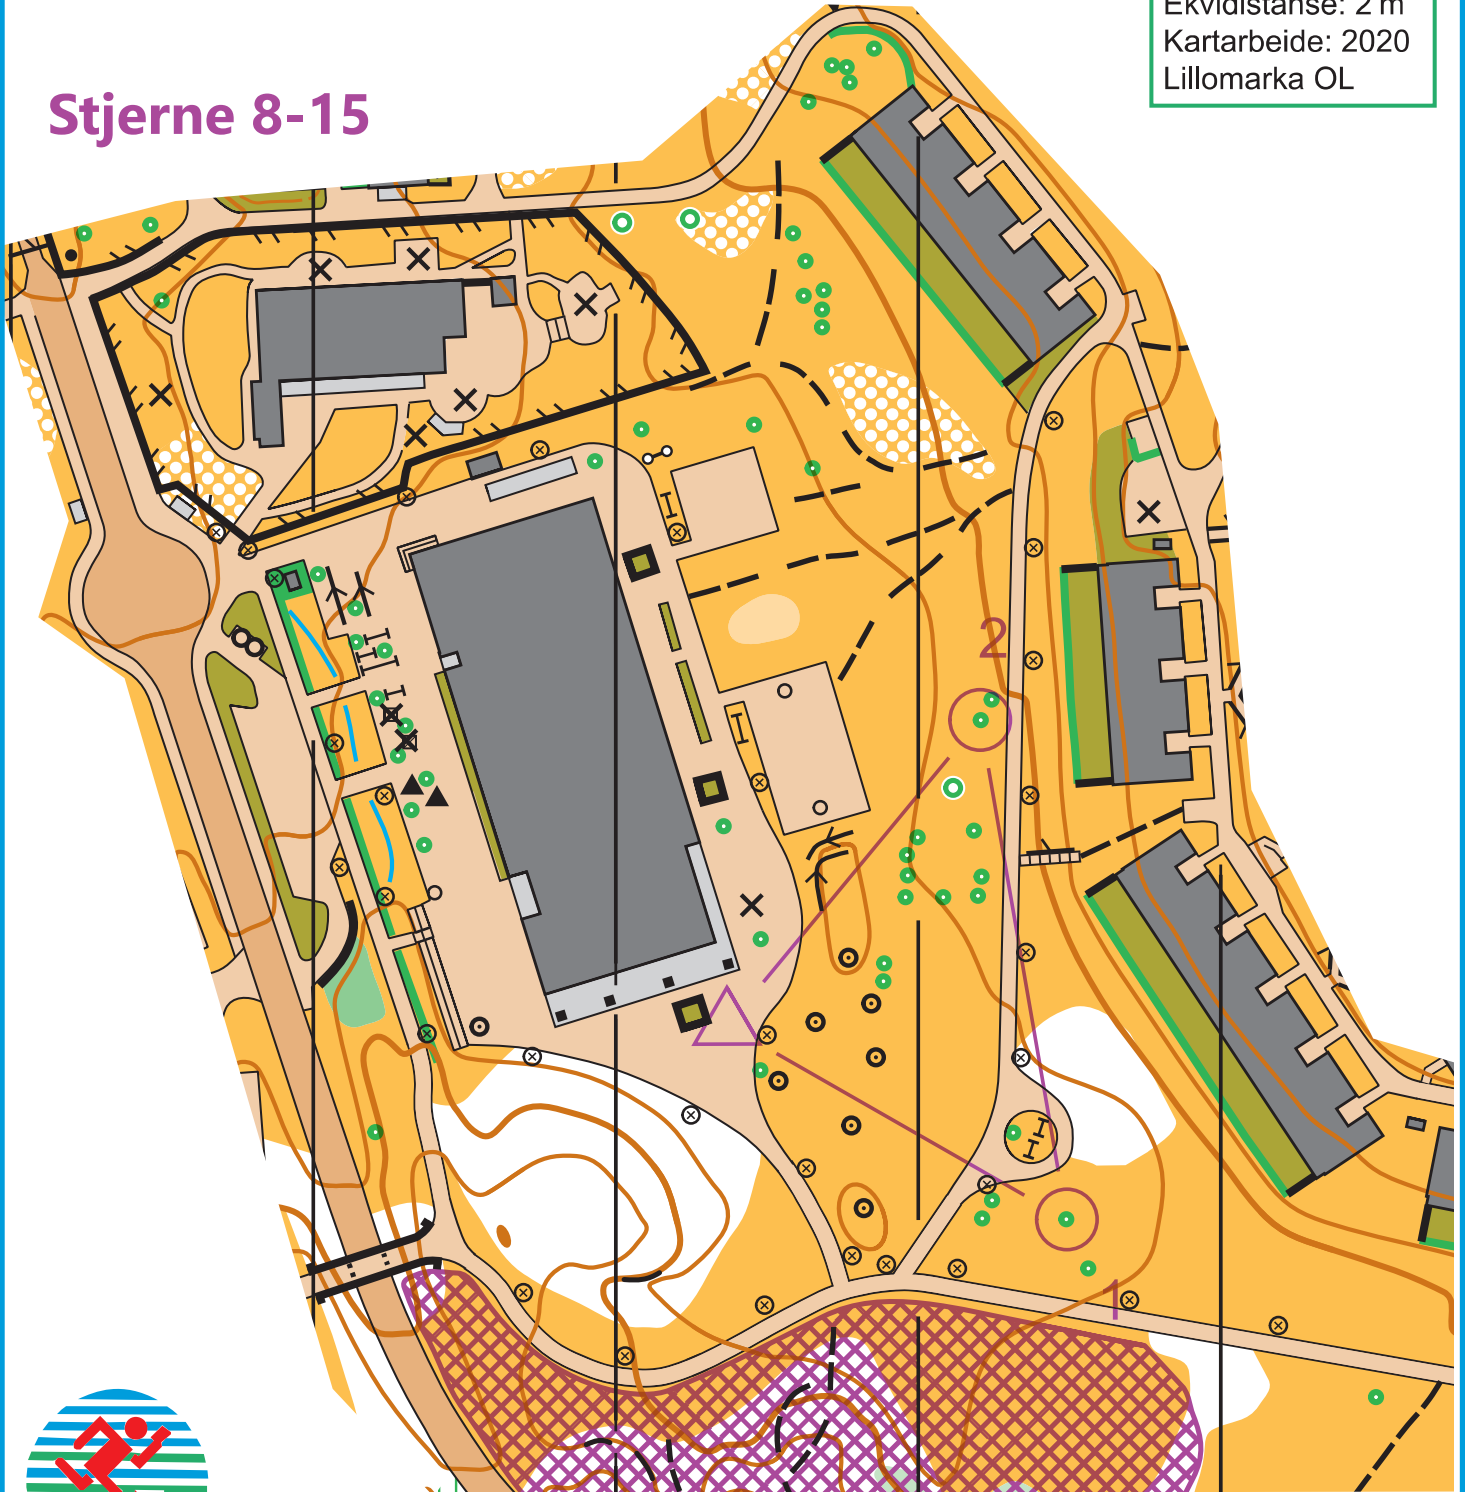 Ekvidistanse: 2 m
Kartarbeide: 2020
Lillomarka OL
Stjerne 8-15
2
1